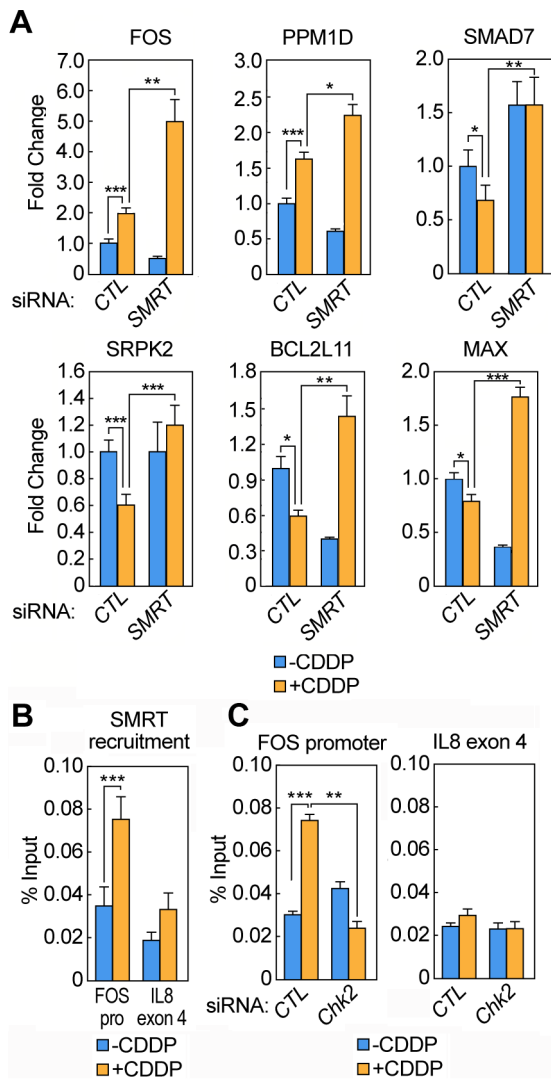 A
FOS
PPM1D
SMAD7
Fold Change
7.0
6.0
5.0
4.0
3.0
2.0
1.0
0
***
**
3.0
2.5
2.0
1.5
1.0
0.5
0
***
*
2.0
1.5
1.0
0.5
0
*
**
siRNA:
CTL
SMRT
CTL
SMRT
CTL
SMRT
SRPK2
BCL2L11
MAX
Fold Change
1.4
1.2
1.0
0.8
0.6
0.4
0.2
0
***
***
1.8
1.5
1.2
0.9
0.6
0.3
0
*
**
2.0
1.5
1.0
0.5
0
*
***
siRNA:
CTL
SMRT
CTL
SMRT
CTL
SMRT
-CDDP
+CDDP
B
SMRT
recruitment
% Input
0.10
0.08
0.06
0.04
0.02
0
***
FOS
pro
IL8
exon 4
-CDDP
+CDDP
C
FOS promoter
IL8 exon 4
% Input
0.10
0.08
0.06
0.04
0.02
0
***
**
0.10
0.08
0.06
0.04
0.02
0
siRNA:
CTL
Chk2
CTL
Chk2
-CDDP
+CDDP